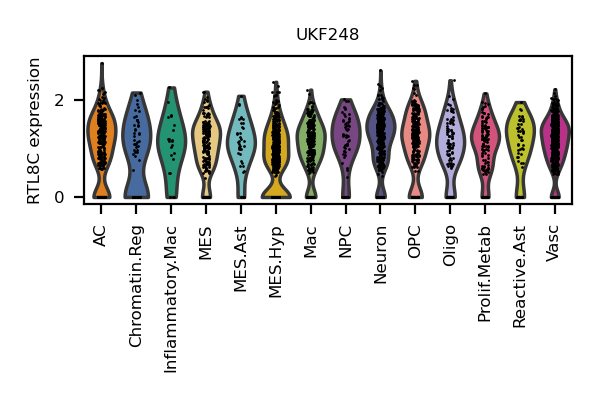 UKF248
RTL8C expression
2
0
AC
Chromatin.Reg
Inflammatory.Mac
MES
MES.Ast
MES.Hyp
Mac
NPC
Neuron
OPC
Oligo
Prolif.Metab
Reactive.Ast
Vasc